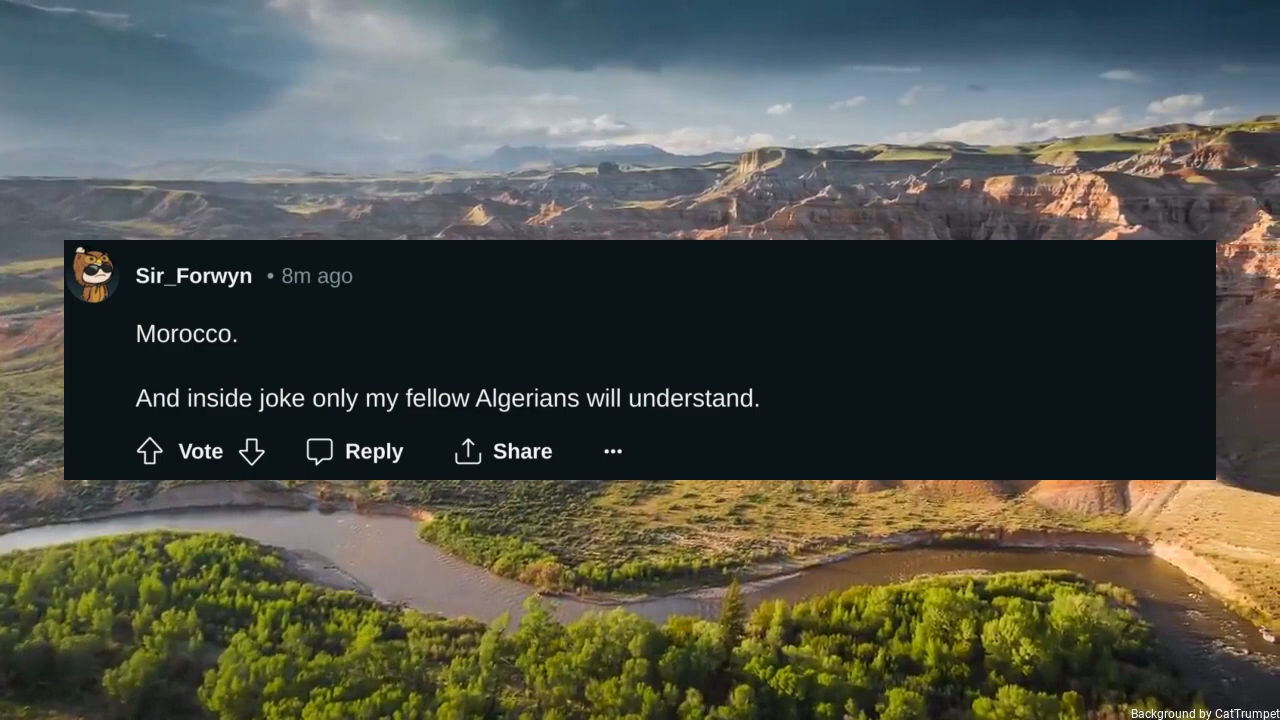 Sir_Forwyn • 8m ago
Morocco.
And inside joke only my fellow Algerians will understand.
Vote Reply Share ...
Background by CatTrumpet